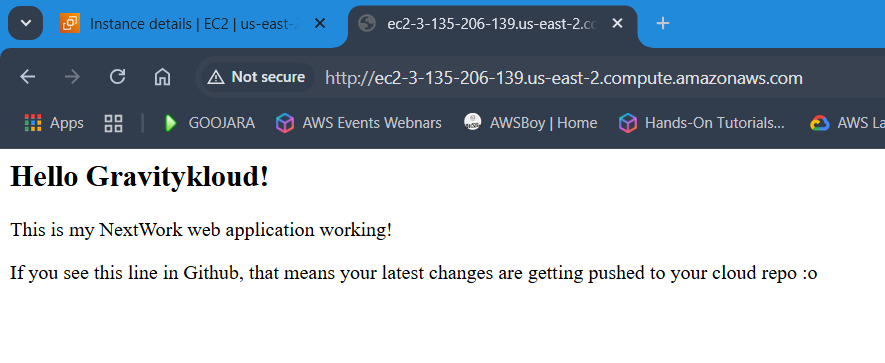 Instance details | EC2 | us-east-2
ec2-3-135-206-139.us-east-2.co
Not secure
http://ec2-3-135-206-139.us-east-2.compute.amazonaws.com
Apps
GOOJARA
AWS Events Webnars
AWSBoy | Home
Hands-On Tutorials...
AWS La
Hello Gravitykloud!
This is my NextWork web application working!
If you see this line in Github, that means your latest changes are getting pushed to your cloud repo :o